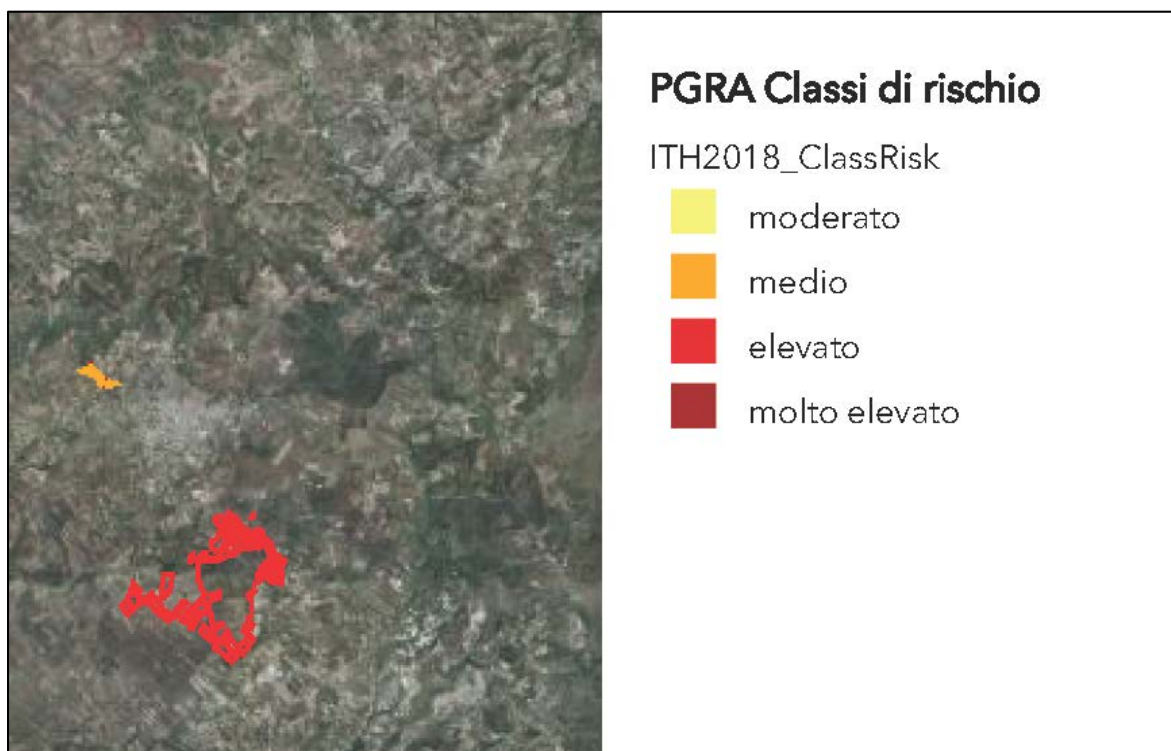 PGRA Classi di rischio
ITH2018_ClassRisk
moderato
medio
elevato
molto elevato